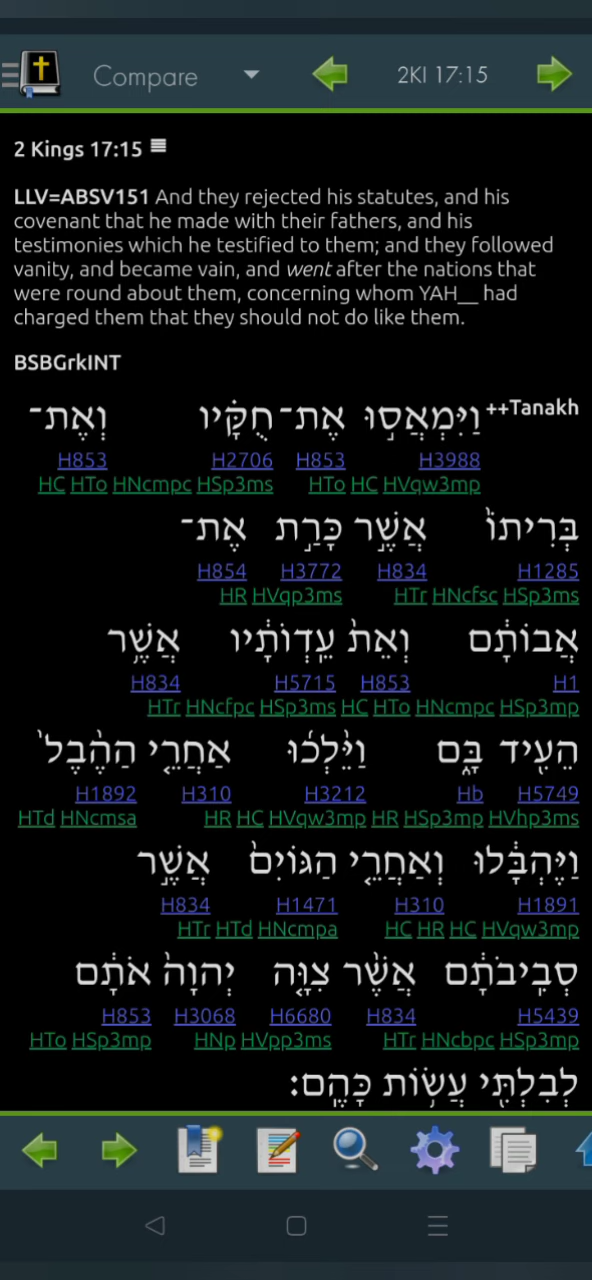 Compare
2KI 17:15
2 Kings 17:15
LLV=ABSV151 And they rejected his statutes, and his
covenant that he made with their fathers, and his
testimonies which he testified to them; and they followed
vanity, and became vain, and went after the nations that
were round about them, concerning whom YAH__ had
charged them that they should not do like them.
BSBGrkINT
++Tanakh וַיִּמְאֲס֣וּ אֶת־ חֻקָּ֗יו וְאֶת־
H3988 H853 H2706 H853
HC HTo HNcmpc HSp3ms HTo HC HVqw3mp
בְּרִיתוֹ֙ אֲשֶׁ֣ר כָּרַ֣ת אֶת־
H1285 H834 H3772 H854
HR HVqp3ms HTr HNcfsc HSp3ms
אֲבוֹתָ֔ם וְאֵת֙ עֵֽדְוֺתָ֔יו אֲשֶׁ֥ר
H1 H853 H5715 H834
HTr HNcfpc HSp3ms HC HTo HNcmpc HSp3mp
הֵעִ֖יד בָּ֑ם וַיֵּ֨לְכ֜וּ אַחֲרֵ֤י הַהֶ֙בֶל֙
H5749 Hb H3212 H310 H1892
HTd HNcmsa HR HC HVqw3mp HR HSp3mp HVhp3ms
וַיֶּהְבָּ֔לוּ וְאַחֲרֵ֤י הַגּוֹיִם֙ אֲשֶׁ֣ר
H1891 H310 H1471 H834
HTr HTd HNcmpa HC HR HC HVqw3mp
סְבִֽיבֹתָ֔ם אֲשֶׁ֨ר צִוָּ֤ה יְהוָה֙ אֹתָ֔ם
H5439 H834 H6680 H3068 H853
HTo HSp3mp HNp HVpp3ms HTr HNcbpc HSp3mp
לְבִלְתִּ֖י עֲשׂ֥וֹת כָּהֶֽם׃